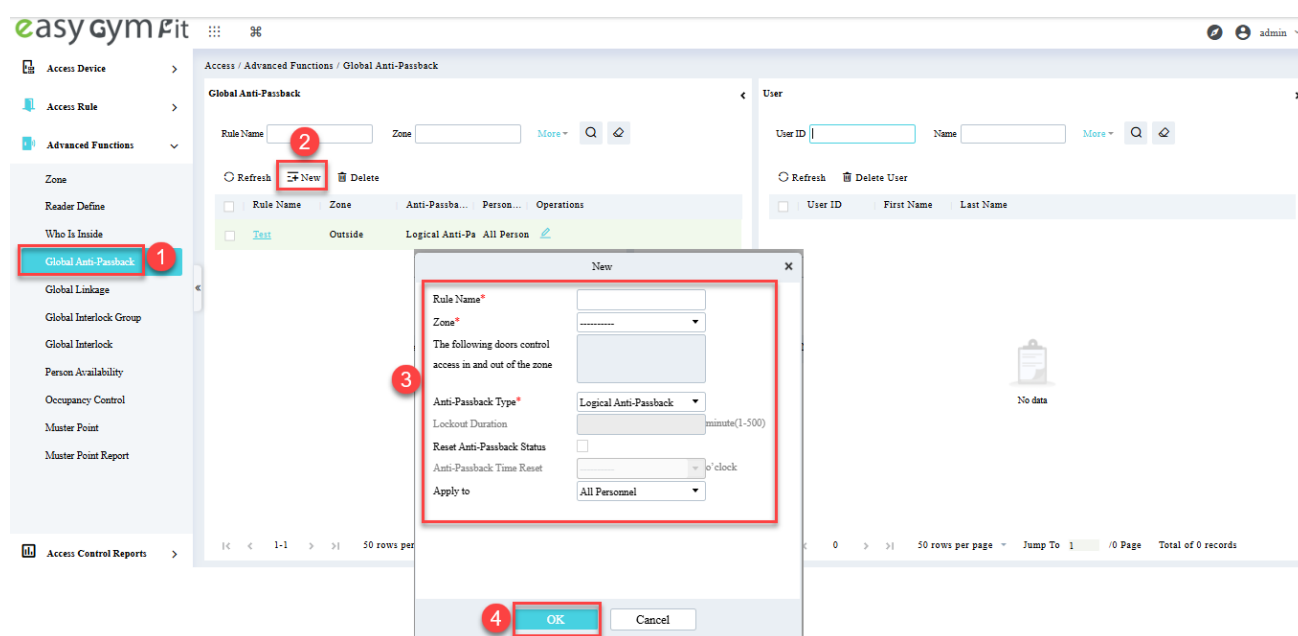 easy Gym Fit
⌘
admin
Access Device
Access Rule
Advanced Functions
Zone
Reader Define
Who Is Inside
Global Anti-Passback
1
Global Linkage
Global Interlock Group
Global Interlock
Person Availability
Occupancy Control
Muster Point
Muster Point Report
Access Control Reports
Access / Advanced Functions / Global Anti-Passback
Global Anti-Passback
Rule Name Zone More
2
Refresh New Delete
Rule Name Zone Anti-Passba... Person... Operations
Test Outside Logical Anti-Pa All Person
1-1 50 rows per
User
User ID Name More
Refresh Delete User
User ID First Name Last Name
No data
0 50 rows per page Jump To 1 /0 Page Total of 0 records
New
3
Rule Name*
Zone* ----------
The following doors control
access in and out of the zone
Anti-Passback Type* Logical Anti-Passback
Lockout Duration minute(1-500)
Reset Anti-Passback Status
Anti-Passback Time Reset ---------- o'clock
Apply to All Personnel
4
OK Cancel